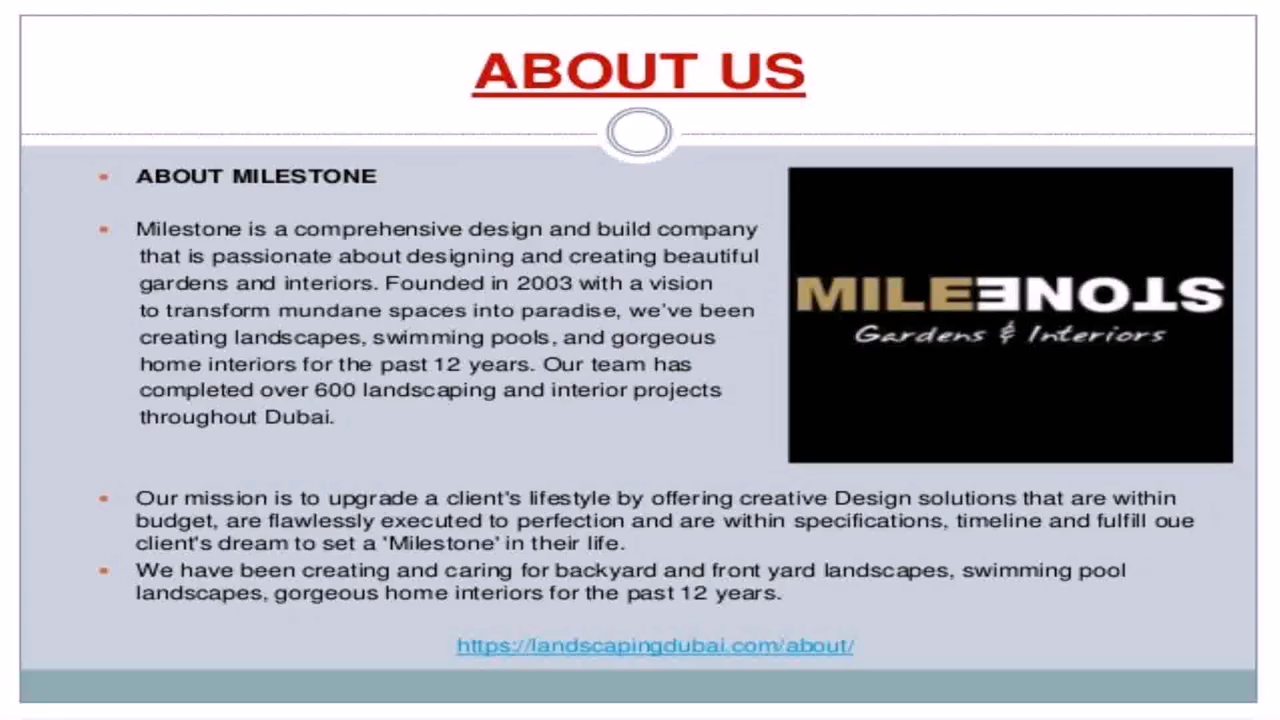 ABOUT US
ABOUT MILESTONE
Milestone is a comprehensive design and build company
that is passionate about designing and creating beautiful
gardens and interiors. Founded in 2003 with a vision
to transform mundane spaces into paradise, we've been
creating landscapes, swimming pools, and gorgeous
home interiors for the past 12 years. Our team has
completed over 600 landscaping and interior projects
throughout Dubai.
MILESTONE
Gardens & Interiors
Our mission is to upgrade a client's lifestyle by offering creative Design solutions that are within
budget, are flawlessly executed to perfection and are within specifications, timeline and fulfill oue
client's dream to set a 'Milestone' in their life.
We have been creating and caring for backyard and front yard landscapes, swimming pool
landscapes, gorgeous home interiors for the past 12 years.
https://landscapingdubai.com/about/